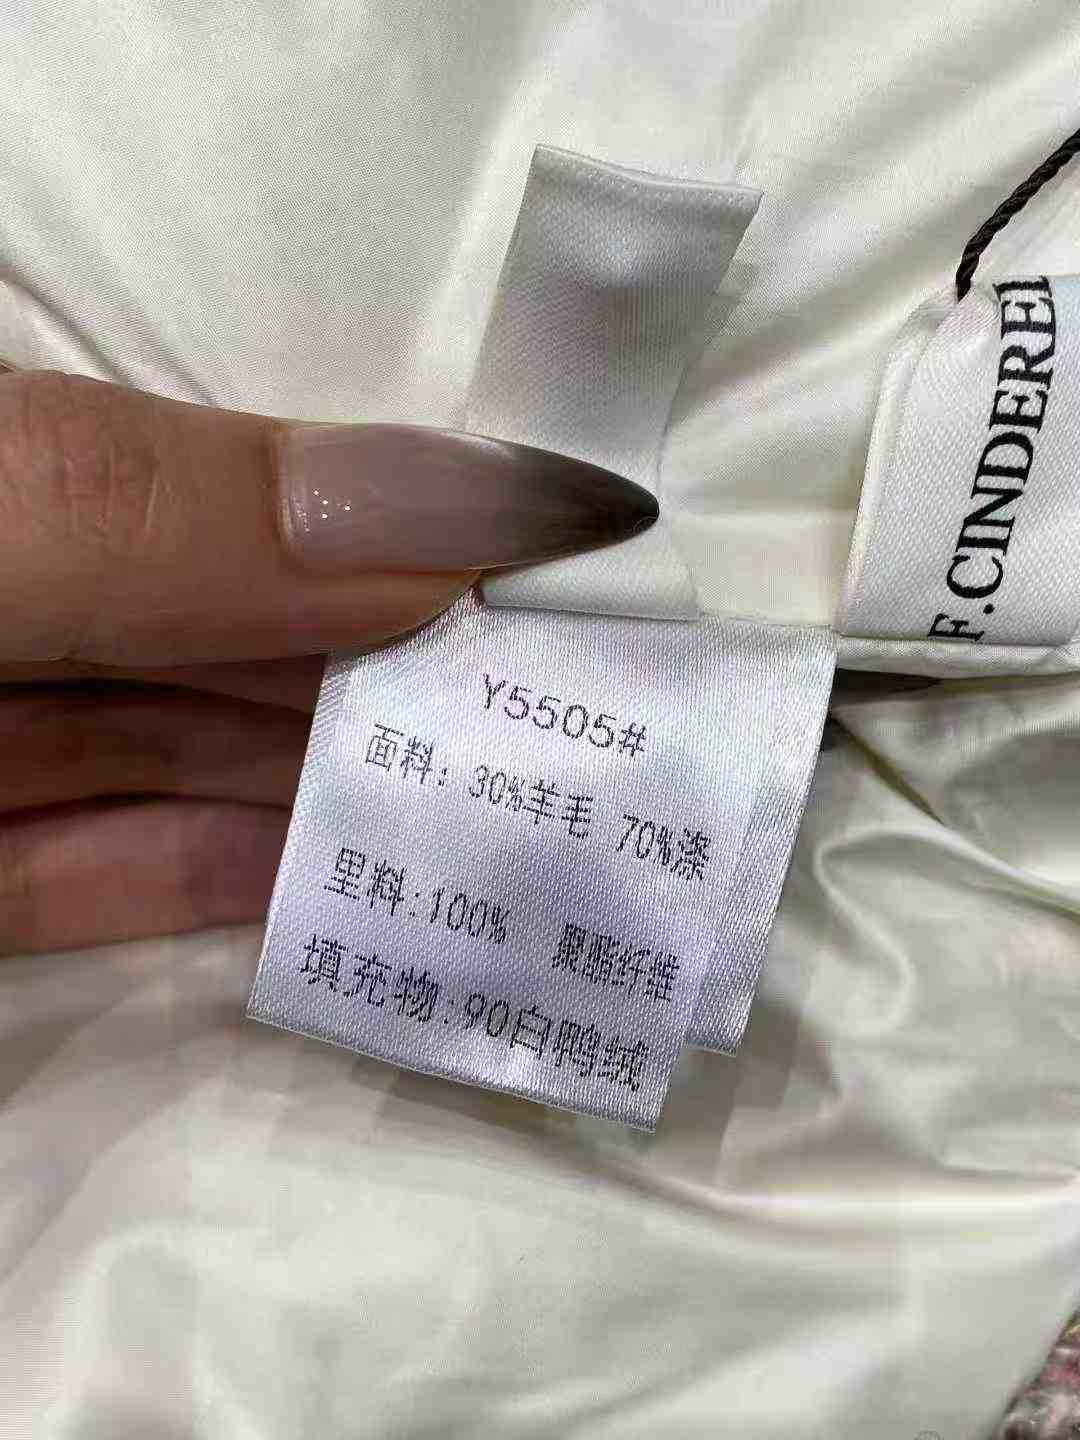 Y5505#
面料: 30%羊毛 70%涤
里料:100% 聚酯纤维
填充物:90白鸭绒
F.CINDEREL